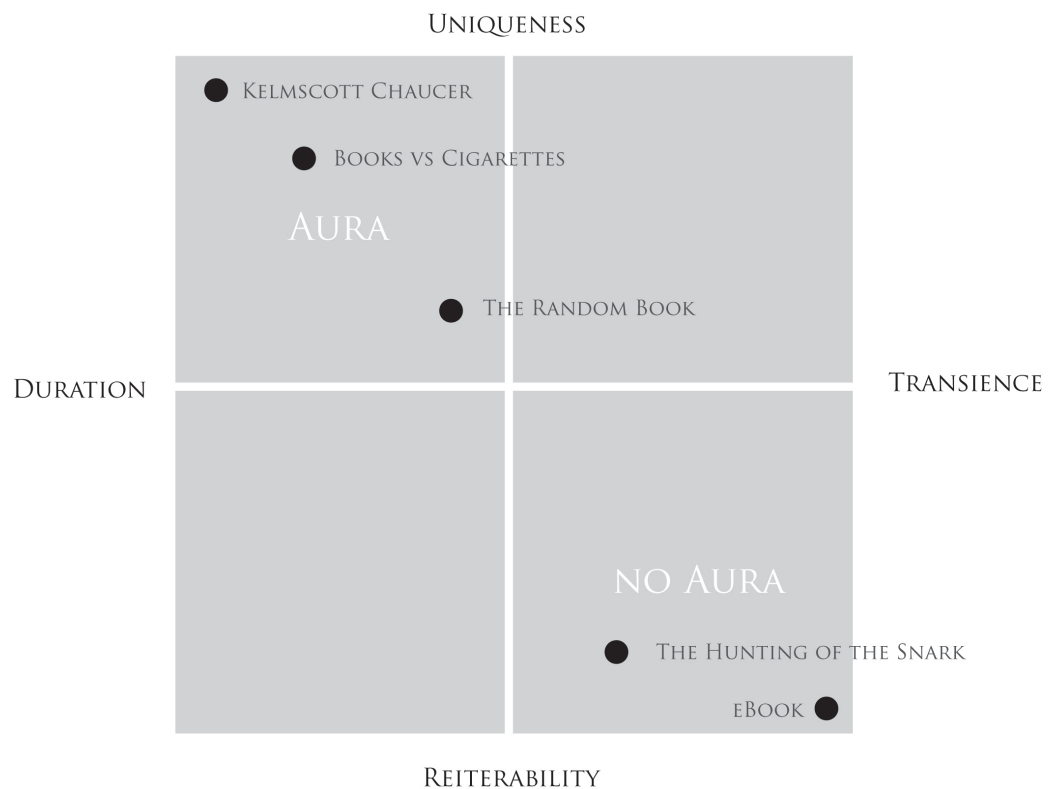 Uniqueness
Kelmscott Chaucer
Books vs Cigarettes
Aura
The Random Book
Duration
Transience
no Aura
The Hunting of the Snark
eBook
Reiterability